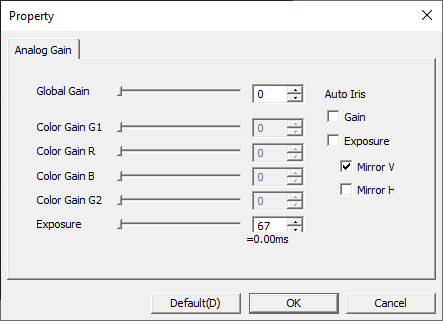 Property
Analog Gain
Global Gain
0
Auto Iris
Gain
Color Gain G1
0
Exposure
Color Gain R
0
Mirror V
Color Gain B
0
Mirror H
Color Gain G2
0
Exposure
67
=0.00ms
Default(D)
OK
Cancel